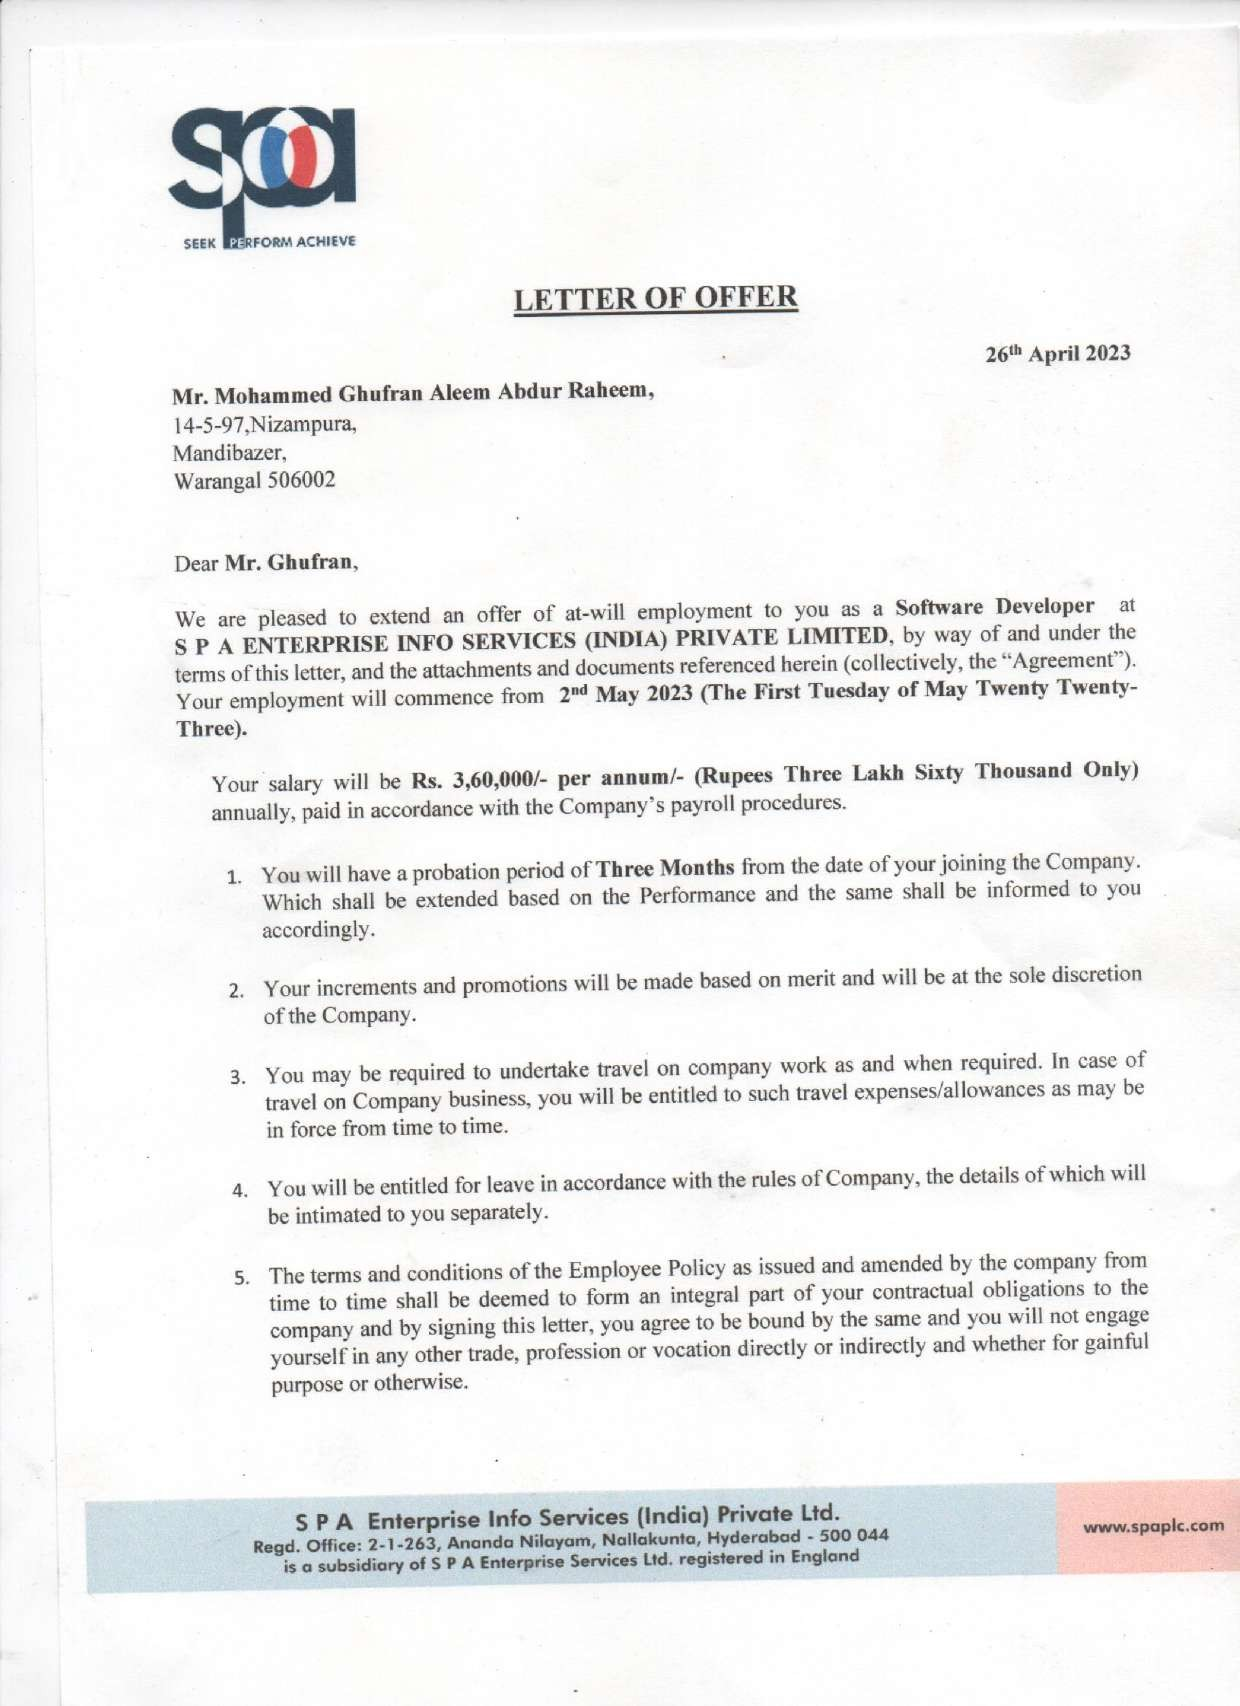 spa
SEEK PERFORM ACHIEVE
LETTER OF OFFER
26th April 2023
Mr. Mohammed Ghufran Aleem Abdur Raheem,
14-5-97,Nizampura,
Mandibazer,
Warangal 506002
Dear Mr. Ghufran,
We are pleased to extend an offer of at-will employment to you as a Software Developer at
S P A ENTERPRISE INFO SERVICES (INDIA) PRIVATE LIMITED, by way of and under the
terms of this letter, and the attachments and documents referenced herein (collectively, the “Agreement”).
Your employment will commence from 2nd May 2023 (The First Tuesday of May Twenty Twenty-
Three).
Your salary will be Rs. 3,60,000/- per annum/- (Rupees Three Lakh Sixty Thousand Only)
annually, paid in accordance with the Company’s payroll procedures.
1. You will have a probation period of Three Months from the date of your joining the Company.
Which shall be extended based on the Performance and the same shall be informed to you
accordingly.
2. Your increments and promotions will be made based on merit and will be at the sole discretion
of the Company.
3. You may be required to undertake travel on company work as and when required. In case of
travel on Company business, you will be entitled to such travel expenses/allowances as may be
in force from time to time.
4. You will be entitled for leave in accordance with the rules of Company, the details of which will
be intimated to you separately.
5. The terms and conditions of the Employee Policy as issued and amended by the company from
time to time shall be deemed to form an integral part of your contractual obligations to the
company and by signing this letter, you agree to be bound by the same and you will not engage
yourself in any other trade, profession or vocation directly or indirectly and whether for gainful
purpose or otherwise.
S P A Enterprise Info Services (India) Private Ltd.
Regd. Office: 2-1-263, Ananda Nilayam, Nallakunta, Hyderabad - 500 044
is a subsidiary of S P A Enterprise Services Ltd. registered in England
www.spaplc.com